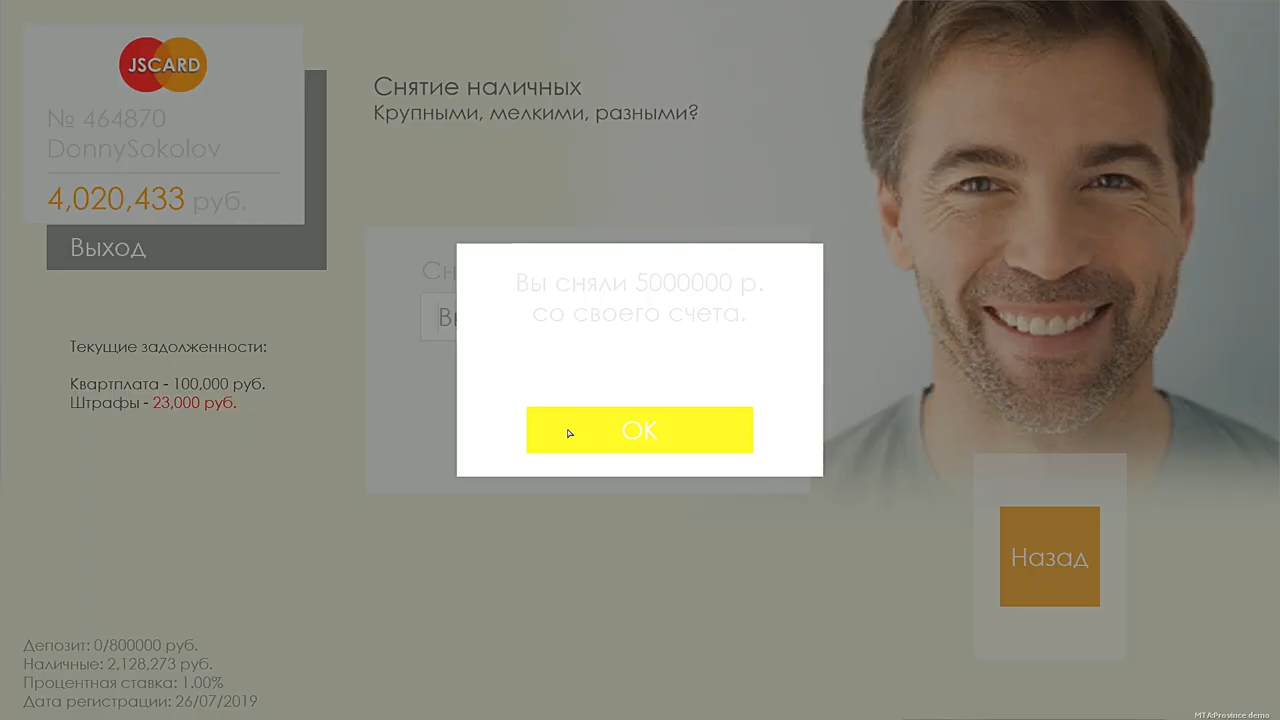 JSCARD
№ 464870
DonnySokolov
4,020,433 руб.
Выход
Снятие наличных
Крупными, мелкими, разными?
Вы сняли 5000000 р.
со своего счета.
OK
Текущие задолженности:
Квартплата - 100,000 руб.
Штрафы - 23,000 руб.
Назад
Депозит: 0/800000 руб.
Наличные: 2,128,273 руб.
Процентная ставка: 1.00%
Дата регистрации: 26/07/2019
MTA:Province demo